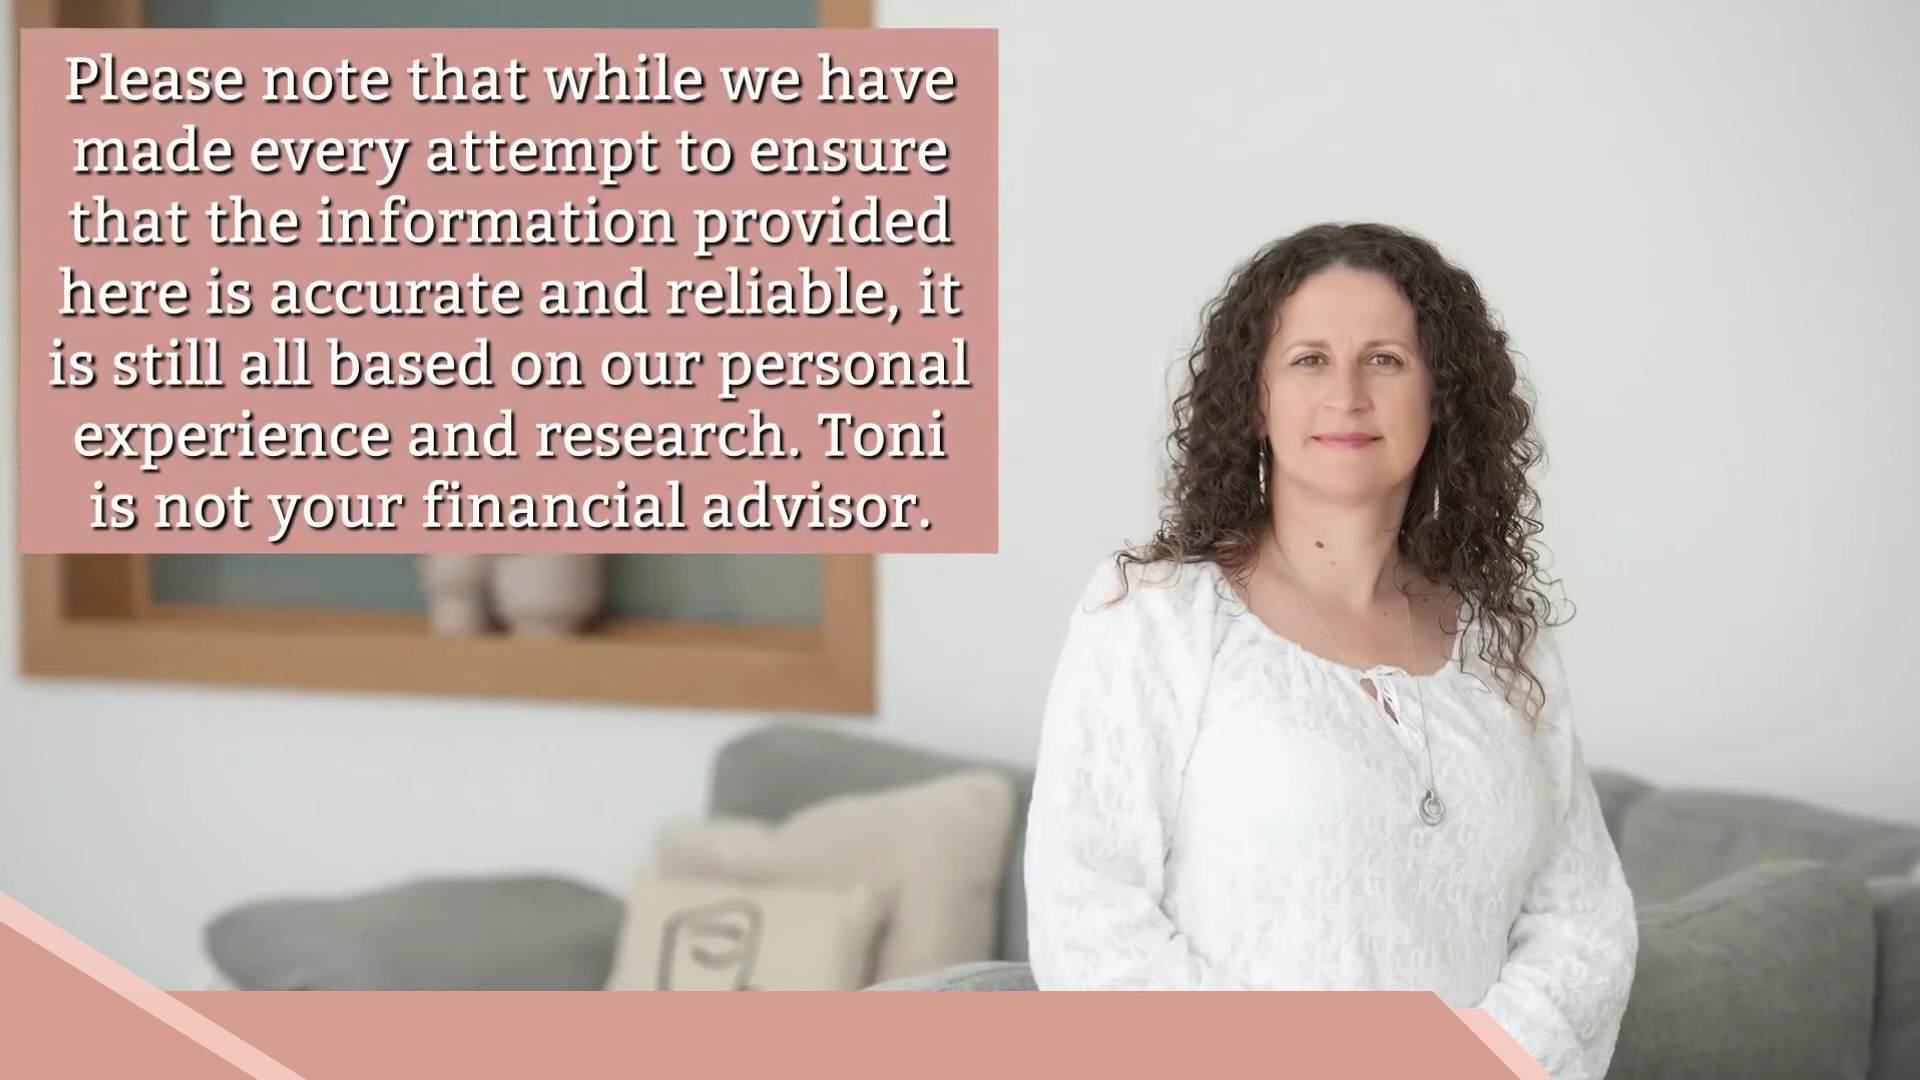 Please note that while we have
made every attempt to ensure
that the information provided
here is accurate and reliable, it
is still all based on our personal
experience and research. Toni
is not your financial advisor.